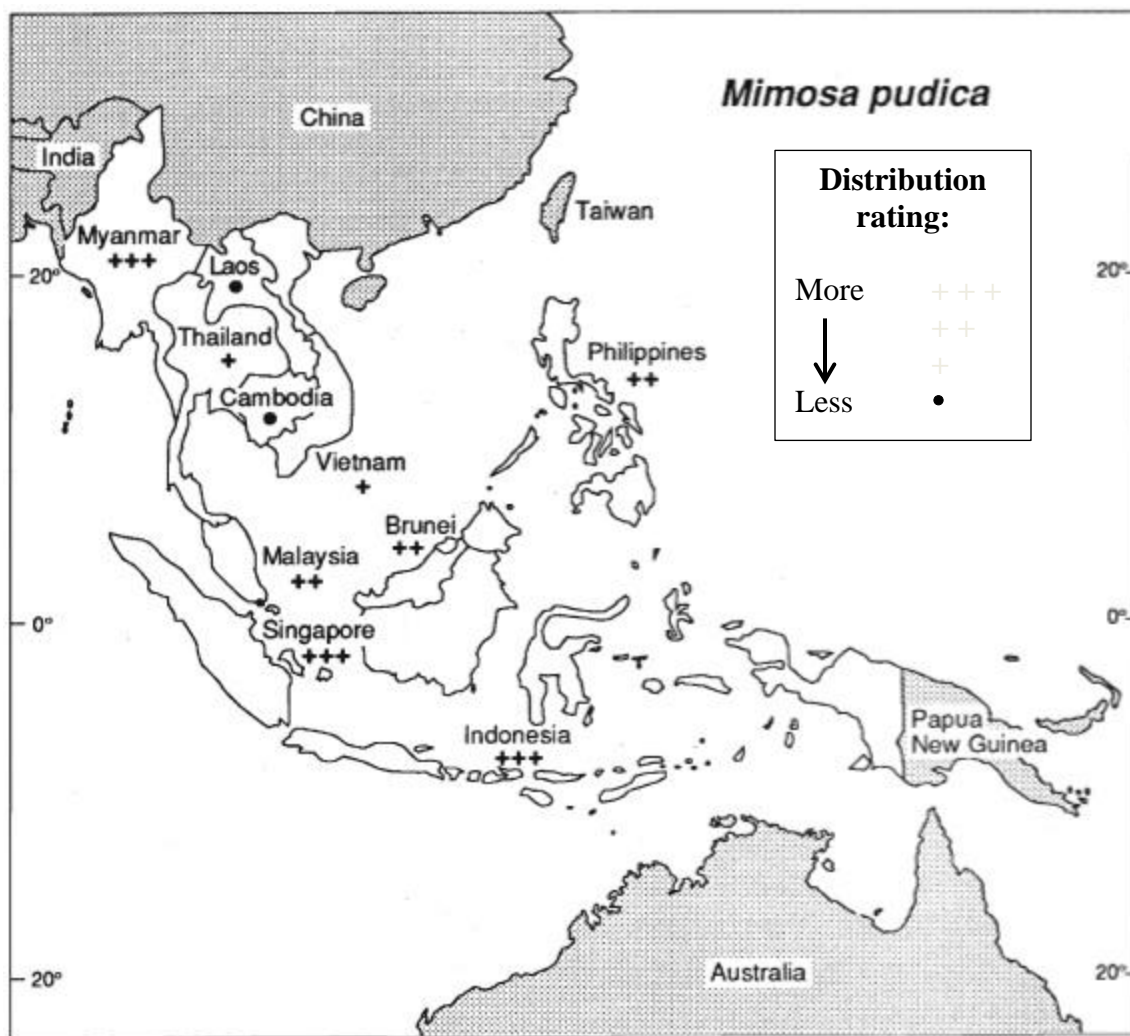 Mimosa pudica
Distribution
rating:
More + + +
+ +
+
Less •
China
India
Taiwan
Myanmar
+++
Laos
•
20°
20°
Thailand
+
Philippines
++
Cambodia
•
Vietnam
+
Brunei
++
Malaysia
++
0°
0°
Singapore
+++
Papua
New Guinea
Indonesia
+++
Australia
20°
20°